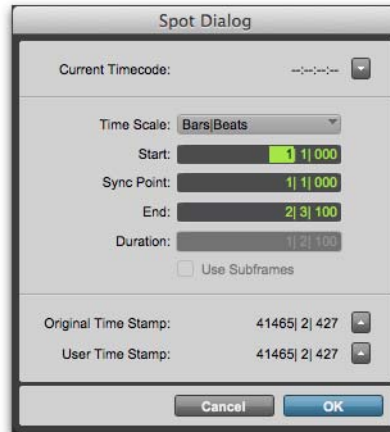 Spot Dialog
Current Timecode: --:--:--:--
Time Scale: Bars|Beats
Start: 1| 1| 000
Sync Point: 1| 1| 000
End: 2| 3| 100
Duration: 1| 2| 100
Use Subframes
Original Time Stamp: 41465| 2| 427
User Time Stamp: 41465| 2| 427
Cancel OK